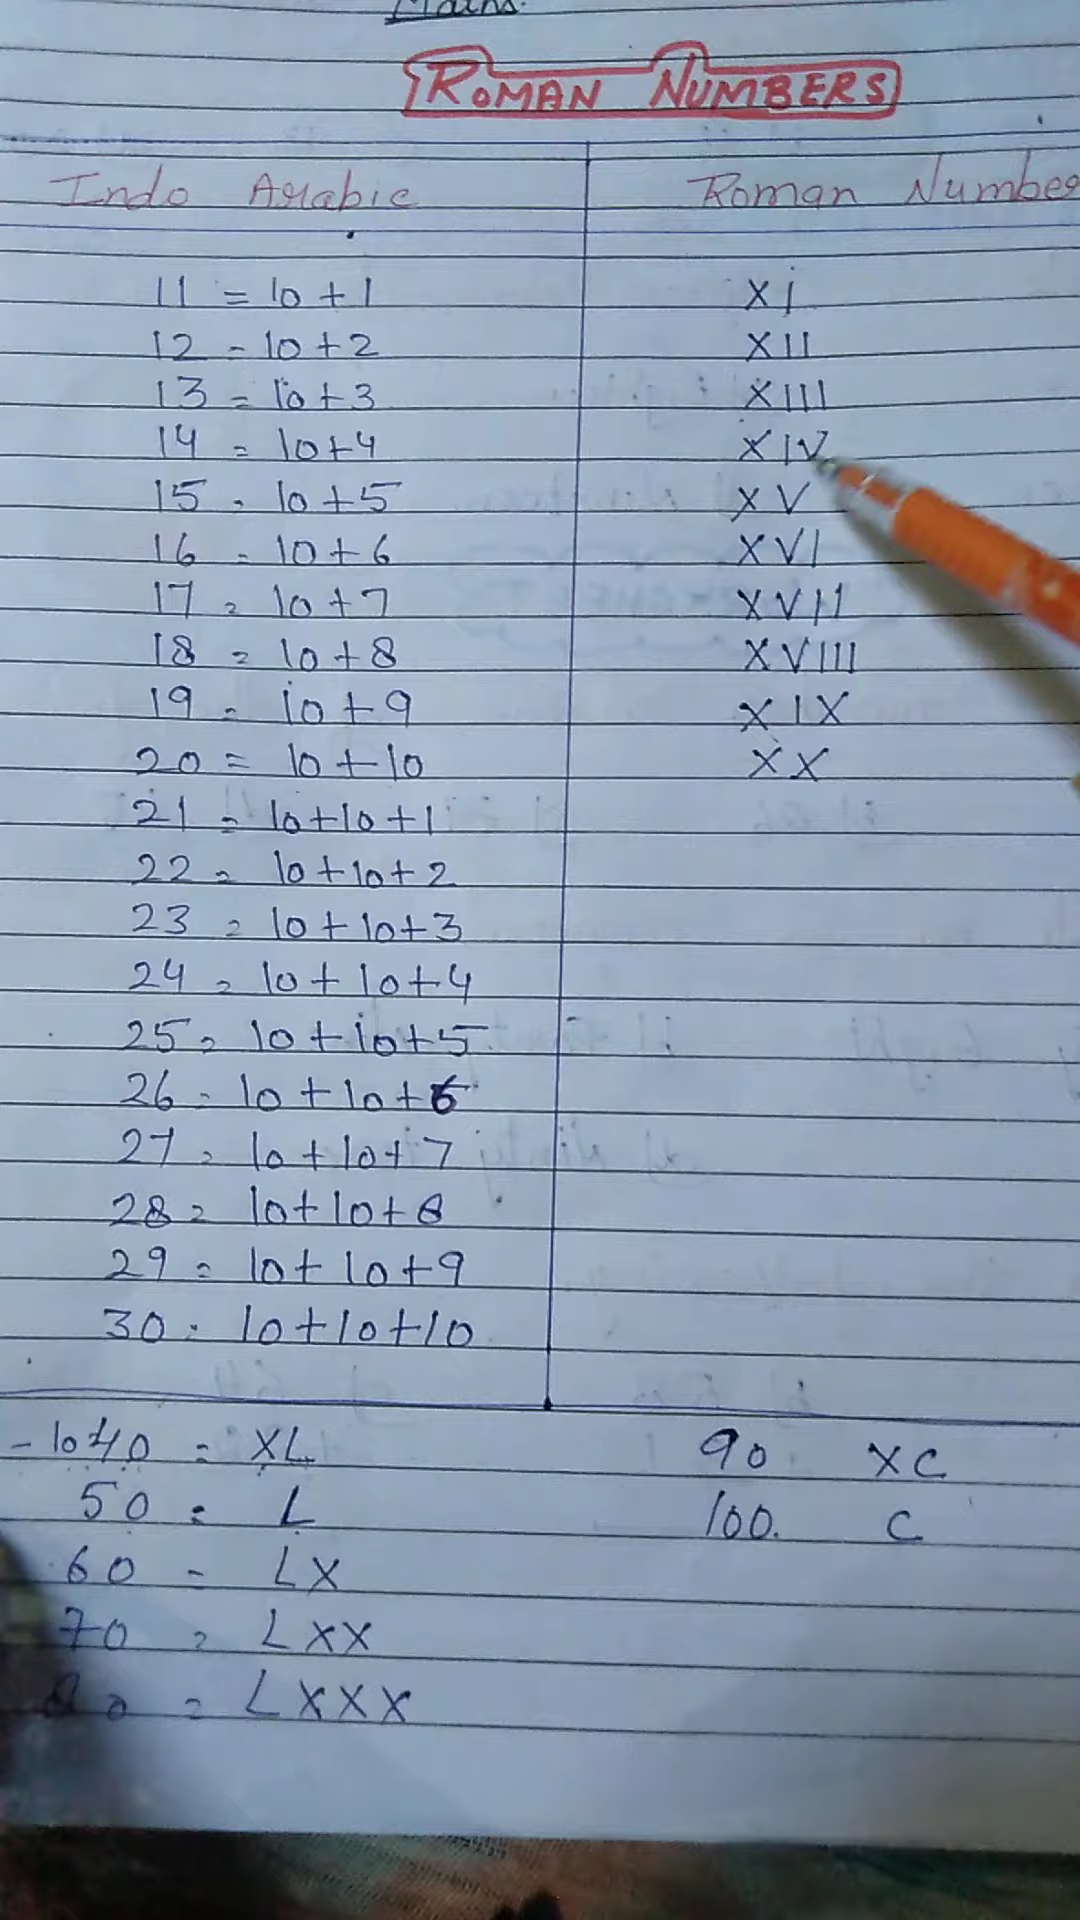 Maths.
ROMAN NUMBERS
Indo Arabic Roman Number
11 = 10+1 XI
12 = 10+2 XII
13 = 10+3 XIII
14 = 10+4 XIV
15 = 10+5 XV
16 = 10+6 XVI
17 = 10+7 XVII
18 = 10+8 XVIII
19 = 10+9 XIX
20 = 10+10 XX
21 = 10+10+1
22 = 10+10+2
23 = 10+10+3
24 = 10+10+4
25 = 10+10+5
26 = 10+10+6
27 = 10+10+7
28 = 10+10+8
29 = 10+10+9
30 = 10+10+10
-10 40 = XL 90 XC
50 = L 100. C
60 = LX
70 = LXX
80 = LXXX